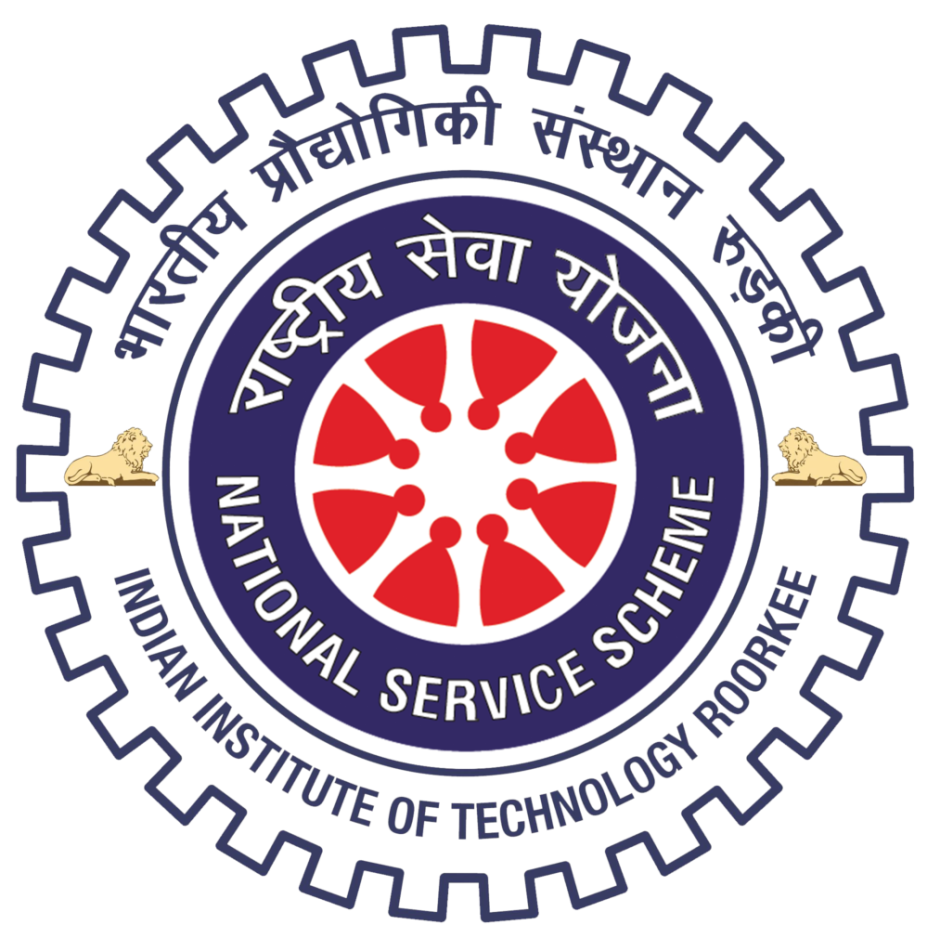 भारतीय प्रौद्योगिकी संस्थान रुड़की
राष्ट्रीय सेवा योजना
NATIONAL SERVICE SCHEME
INDIAN INSTITUTE OF TECHNOLOGY ROORKEE